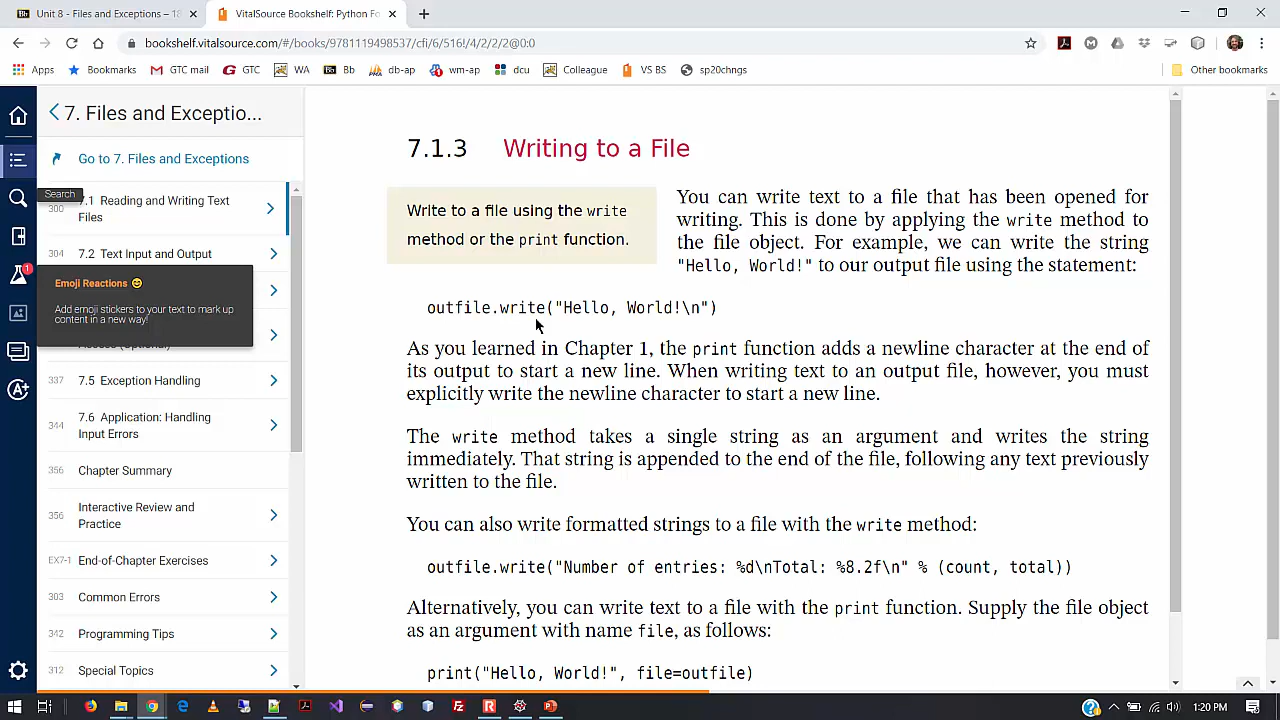 Unit 8 - Files and Exceptions – 18
VitalSource Bookshelf: Python Fo
bookshelf.vitalsource.com/#/books/9781119498537/cfi/6/516!/4/2/2/2@0:0
Apps
Bookmarks
GTC mail
GTC
WA
Bb
db-ap
wm-ap
dcu
Colleague
VS BS
sp20chngs
Other bookmarks
7. Files and Exceptio...
Go to 7. Files and Exceptions
Search
300 7.1 Reading and Writing Text
Files
304 7.2 Text Input and Output
Emoji Reactions 😀
Add emoji stickers to your text to mark up
content in a new way!
Access (Optional)
337 7.5 Exception Handling
344 7.6 Application: Handling
Input Errors
356 Chapter Summary
356 Interactive Review and
Practice
EX7-1 End-of-Chapter Exercises
303 Common Errors
342 Programming Tips
312 Special Topics
7.1.3 Writing to a File
Write to a file using the write
method or the print function.
You can write text to a file that has been opened for
writing. This is done by applying the write method to
the file object. For example, we can write the string
"Hello, World!" to our output file using the statement:
outfile.write("Hello, World!\n")
As you learned in Chapter 1, the print function adds a newline character at the end of
its output to start a new line. When writing text to an output file, however, you must
explicitly write the newline character to start a new line.
The write method takes a single string as an argument and writes the string
immediately. That string is appended to the end of the file, following any text previously
written to the file.
You can also write formatted strings to a file with the write method:
outfile.write("Number of entries: %d\nTotal: %8.2f\n" % (count, total))
Alternatively, you can write text to a file with the print function. Supply the file object
as an argument with name file, as follows:
print("Hello, World!", file=outfile)
1:20 PM